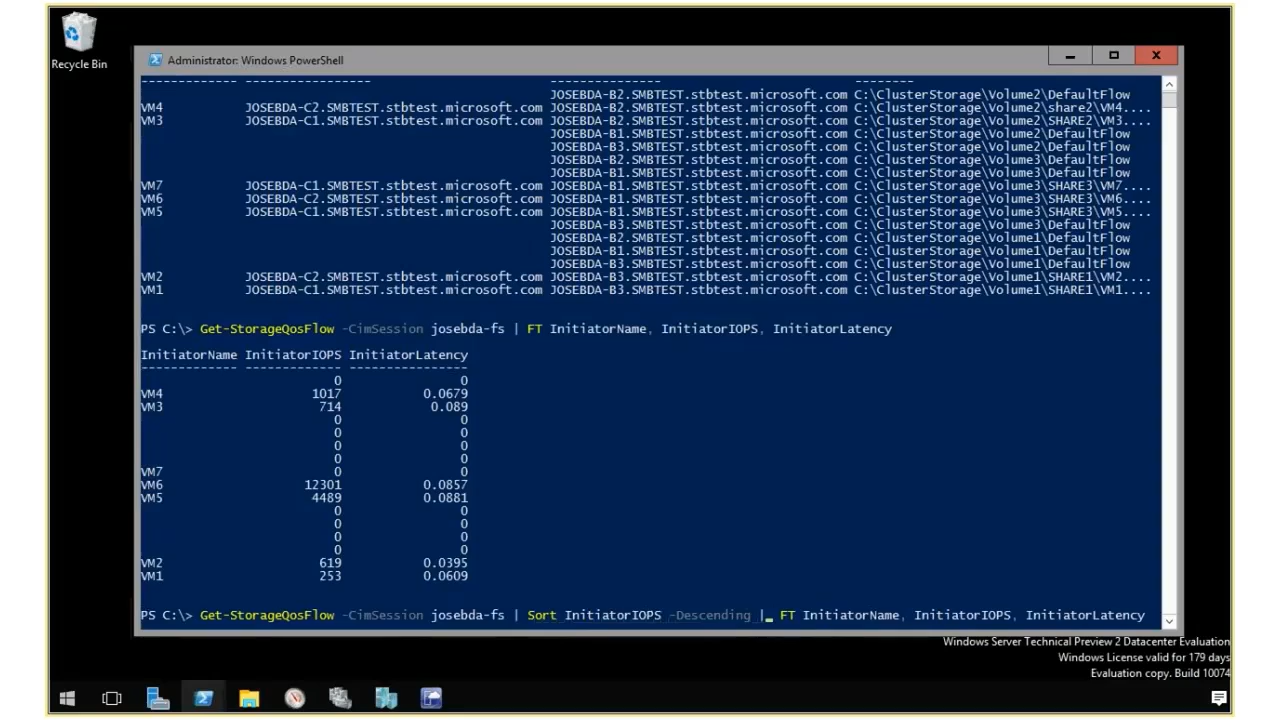 Recycle Bin
Administrator: Windows PowerShell
------------- ----------------- --------------- --------
JOSEBDA-B2.SMBTEST.stbtest.microsoft.com C:\ClusterStorage\Volume2\DefaultFlow
VM4 JOSEBDA-C2.SMBTEST.stbtest.microsoft.com JOSEBDA-B2.SMBTEST.stbtest.microsoft.com C:\ClusterStorage\Volume2\share2\VM4....
VM3 JOSEBDA-C1.SMBTEST.stbtest.microsoft.com JOSEBDA-B2.SMBTEST.stbtest.microsoft.com C:\ClusterStorage\Volume2\SHARE2\VM3....
JOSEBDA-B1.SMBTEST.stbtest.microsoft.com C:\ClusterStorage\Volume2\DefaultFlow
JOSEBDA-B3.SMBTEST.stbtest.microsoft.com C:\ClusterStorage\Volume2\DefaultFlow
JOSEBDA-B2.SMBTEST.stbtest.microsoft.com C:\ClusterStorage\Volume3\DefaultFlow
JOSEBDA-B1.SMBTEST.stbtest.microsoft.com C:\ClusterStorage\Volume3\DefaultFlow
VM7 JOSEBDA-C1.SMBTEST.stbtest.microsoft.com JOSEBDA-B1.SMBTEST.stbtest.microsoft.com C:\ClusterStorage\Volume3\SHARE3\VM7....
VM6 JOSEBDA-C2.SMBTEST.stbtest.microsoft.com JOSEBDA-B1.SMBTEST.stbtest.microsoft.com C:\ClusterStorage\Volume3\SHARE3\VM6....
VM5 JOSEBDA-C1.SMBTEST.stbtest.microsoft.com JOSEBDA-B1.SMBTEST.stbtest.microsoft.com C:\ClusterStorage\Volume3\SHARE3\VM5....
JOSEBDA-B3.SMBTEST.stbtest.microsoft.com C:\ClusterStorage\Volume3\DefaultFlow
JOSEBDA-B2.SMBTEST.stbtest.microsoft.com C:\ClusterStorage\Volume1\DefaultFlow
JOSEBDA-B1.SMBTEST.stbtest.microsoft.com C:\ClusterStorage\Volume1\DefaultFlow
JOSEBDA-B3.SMBTEST.stbtest.microsoft.com C:\ClusterStorage\Volume1\DefaultFlow
VM2 JOSEBDA-C2.SMBTEST.stbtest.microsoft.com JOSEBDA-B3.SMBTEST.stbtest.microsoft.com C:\ClusterStorage\Volume1\SHARE1\VM2....
VM1 JOSEBDA-C1.SMBTEST.stbtest.microsoft.com JOSEBDA-B3.SMBTEST.stbtest.microsoft.com C:\ClusterStorage\Volume1\SHARE1\VM1....
PS C:\> Get-StorageQosFlow -CimSession josebda-fs | FT InitiatorName, InitiatorIOPS, InitiatorLatency
InitiatorName InitiatorIOPS InitiatorLatency
------------- ------------- ----------------
0 0
VM4 1017 0.0679
VM3 714 0.089
0 0
0 0
0 0
0 0
VM7 0 0
VM6 12301 0.0857
VM5 4489 0.0881
0 0
0 0
0 0
0 0
VM2 619 0.0395
VM1 253 0.0609
PS C:\> Get-StorageQosFlow -CimSession josebda-fs | Sort InitiatorIOPS -Descending |_ FT InitiatorName, InitiatorIOPS, InitiatorLatency
Windows Server Technical Preview 2 Datacenter Evaluation
Windows License valid for 179 days
Evaluation copy. Build 10074